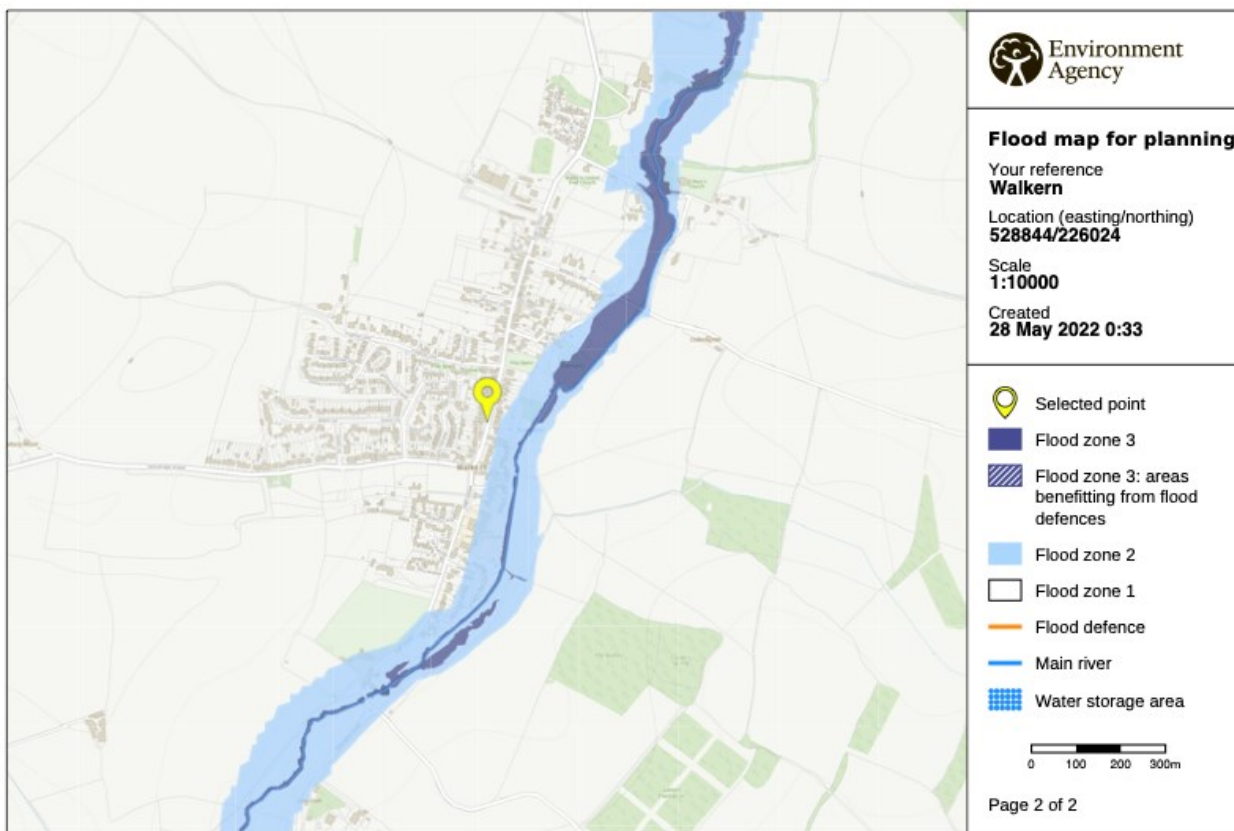 Environment
Agency
Flood map for planning
Your reference
Walkern
Location (easting/northing)
528844/226024
Scale
1:10000
Created
28 May 2022 0:33
Selected point
Flood zone 3
Flood zone 3: areas
benefitting from flood
defences
Flood zone 2
Flood zone 1
Flood defence
Main river
Water storage area
0 100 200 300m
Page 2 of 2